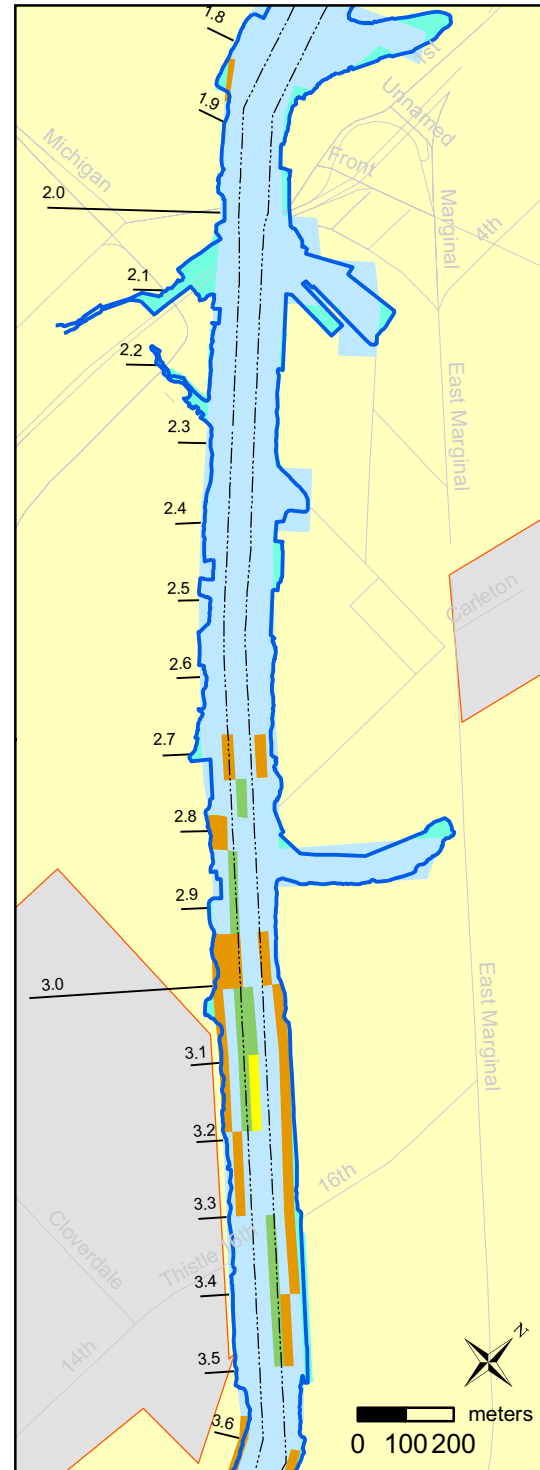 1.8
1st
1.9
Unnamed
Michigan
Front
2.0
Marginal
4th
2.1
2.2
East Marginal
2.3
2.4
2.5
Carleton
2.6
2.7
2.8
2.9
3.0
East Marginal
3.1
3.2
16th
3.3
Cloverdale
Thistle 16th
3.4
14th
3.5
N
3.6
meters
0 100 200